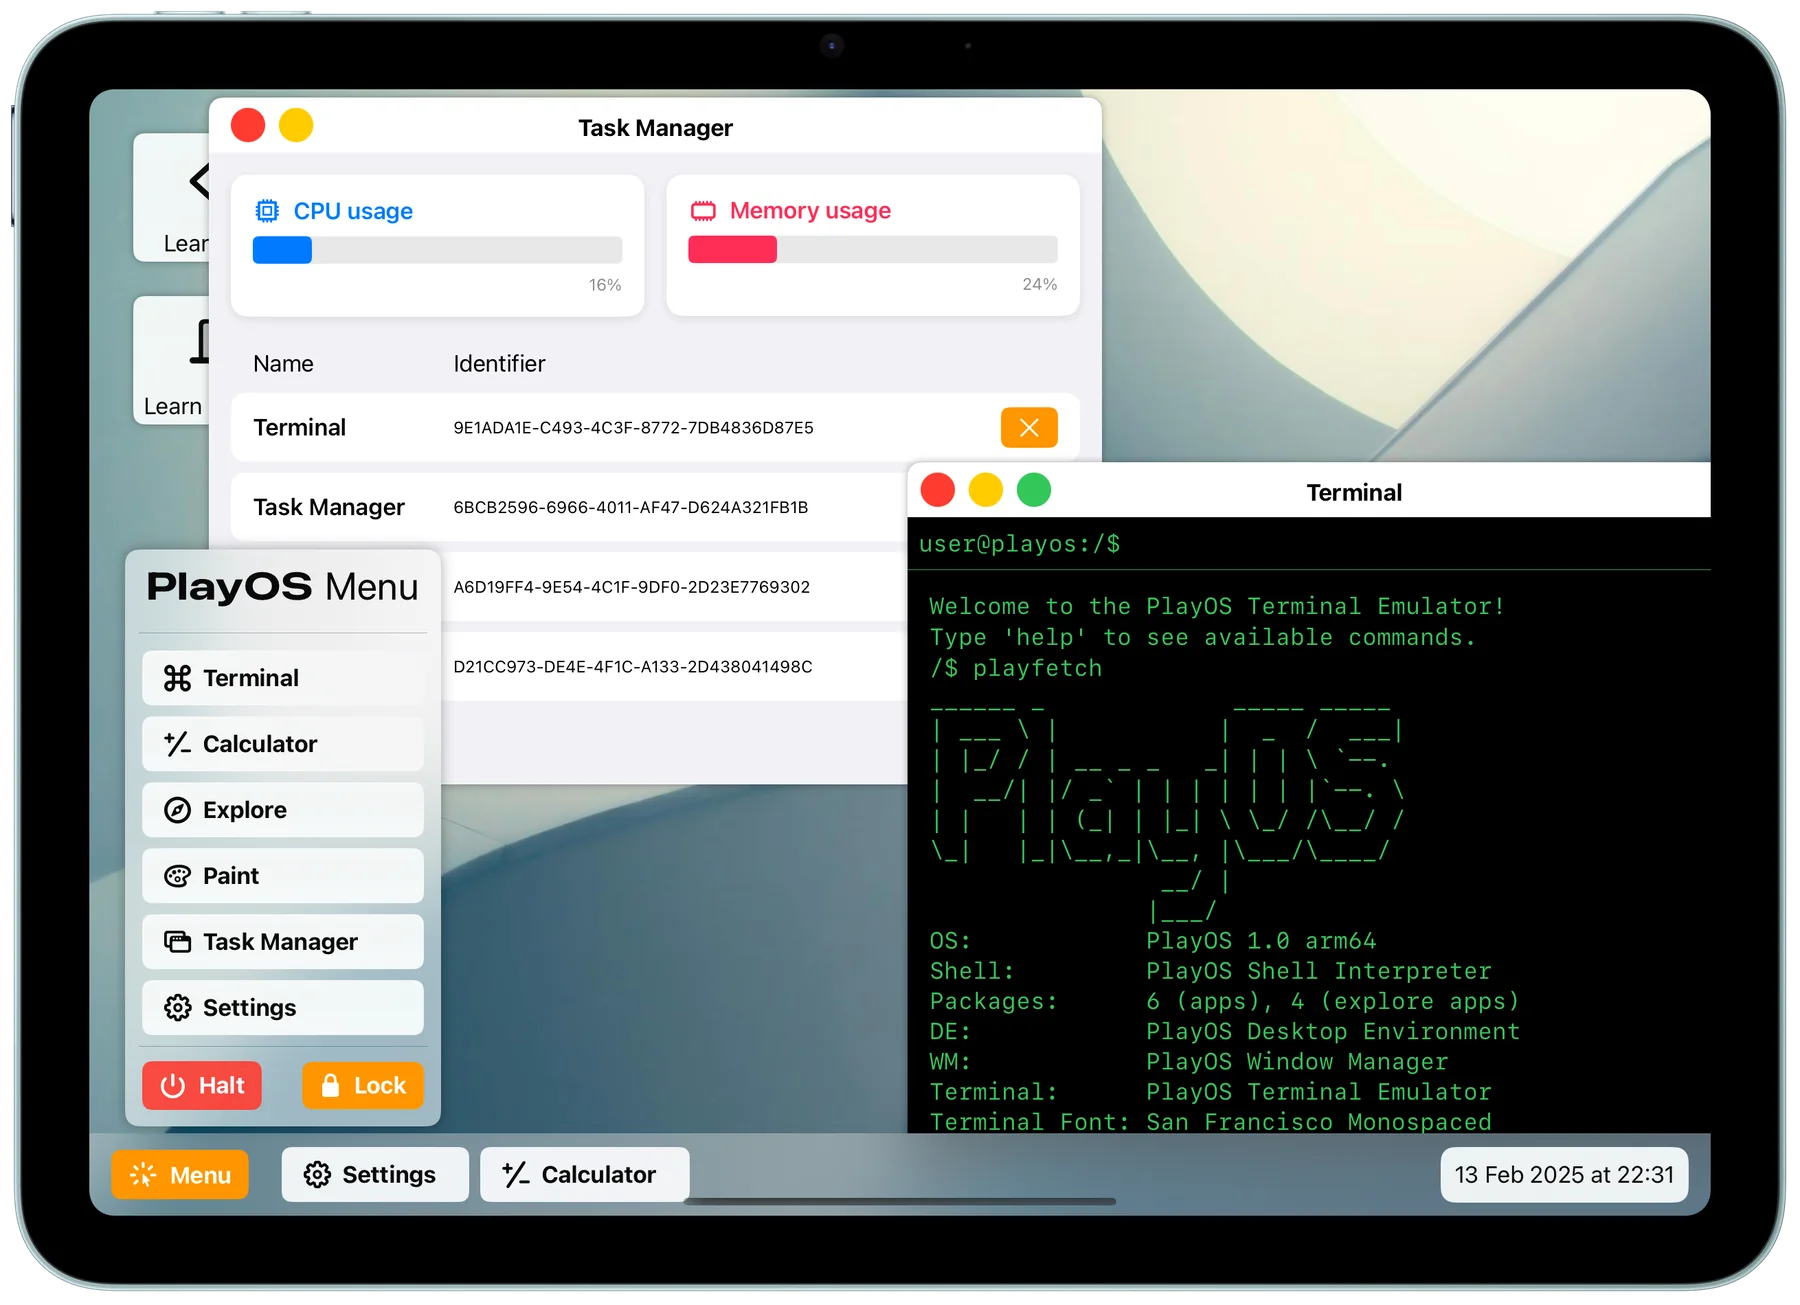 Lear
Learn
Task Manager
CPU usage
16%
Memory usage
24%
Name Identifier
Terminal 9E1ADA1E-C493-4C3F-8772-7DB4836D87E5
Task Manager 6BCB2596-6966-4011-AF47-D624A321FB1B
A6D19FF4-9E54-4C1F-9DF0-2D23E7769302
D21CC973-DE4E-4F1C-A133-2D438041498C
PlayOS Menu
Terminal
Calculator
Explore
Paint
Task Manager
Settings
Halt Lock
Terminal
user@playos:/$
Welcome to the PlayOS Terminal Emulator!
Type 'help' to see available commands.
/$ playfetch
PlayOS
OS: PlayOS 1.0 arm64
Shell: PlayOS Shell Interpreter
Packages: 6 (apps), 4 (explore apps)
DE: PlayOS Desktop Environment
WM: PlayOS Window Manager
Terminal: PlayOS Terminal Emulator
Terminal Font: San Francisco Monospaced
Menu Settings Calculator 13 Feb 2025 at 22:31